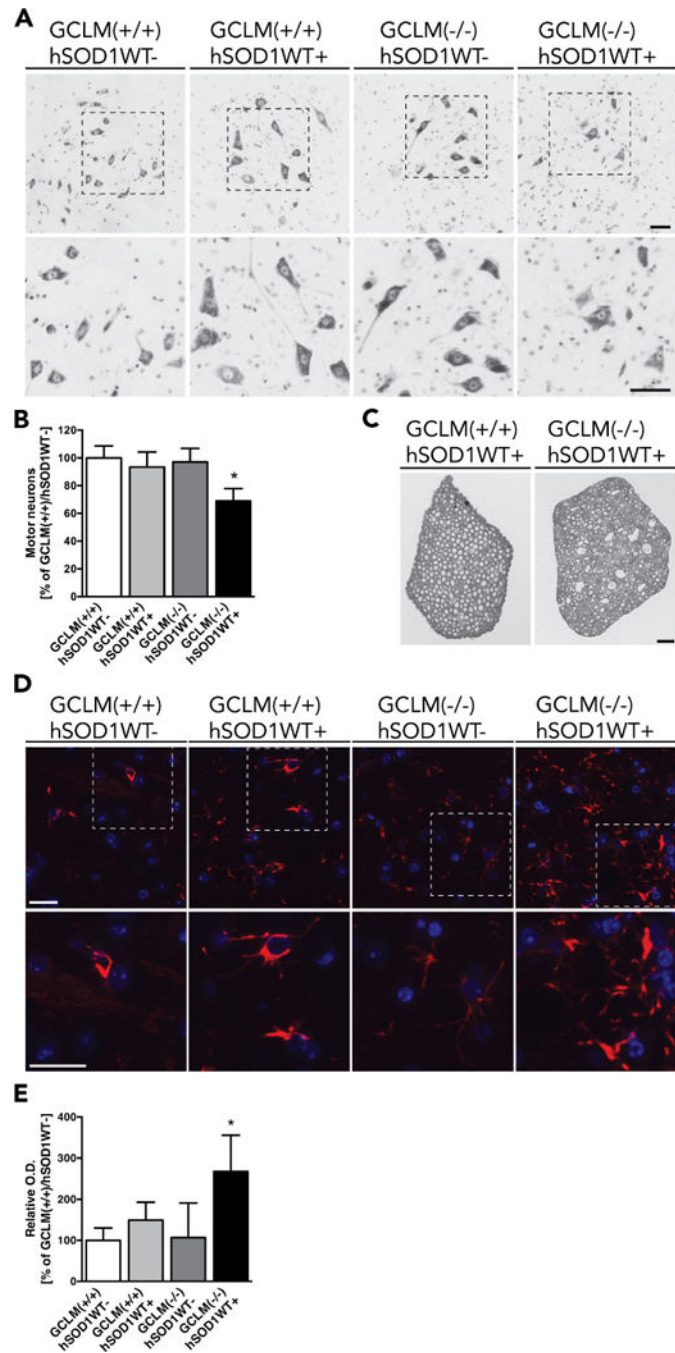 A
GCLM(+/+) GCLM(+/+) GCLM(-/-) GCLM(-/-)
hSOD1WT- hSOD1WT+ hSOD1WT- hSOD1WT+
B
Motor neurons
[% of GCLM(+/+)/hSOD1WT-]
120
100
80
60
40
20
0
*
GCLM(+/+)
hSOD1WT-
GCLM(+/+)
hSOD1WT+
GCLM(-/-)
hSOD1WT-
GCLM(-/-)
hSOD1WT+
C
GCLM(+/+) GCLM(-/-)
hSOD1WT+ hSOD1WT+
D
GCLM(+/+) GCLM(+/+) GCLM(-/-) GCLM(-/-)
hSOD1WT- hSOD1WT+ hSOD1WT- hSOD1WT+
E
Relative O.D.
[% of GCLM(+/+)/hSOD1WT-]
400
300
200
100
0
*
GCLM(+/+)
hSOD1WT-
GCLM(+/+)
hSOD1WT+
GCLM(-/-)
hSOD1WT-
GCLM(-/-)
hSOD1WT+